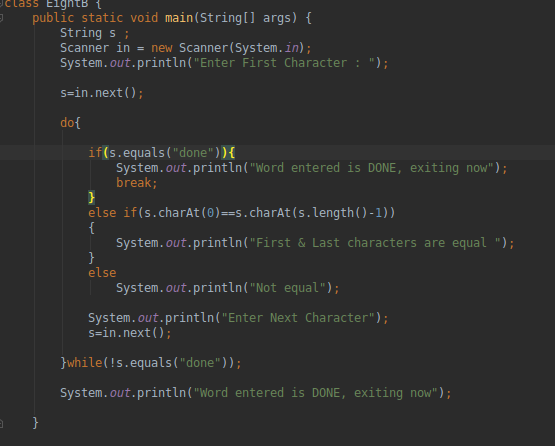 class EightB {
public static void main(String[] args) {
String s ;
Scanner in = new Scanner(System.in);
System.out.println("Enter First Character : ");
s=in.next();
do{
if(s.equals("done")){
System.out.println("Word entered is DONE, exiting now");
break;
}
else if(s.charAt(0)==s.charAt(s.length()-1))
{
System.out.println("First & Last characters are equal ");
}
else
System.out.println("Not equal");
System.out.println("Enter Next Character");
s=in.next();
}while(!s.equals("done"));
System.out.println("Word entered is DONE, exiting now");
}